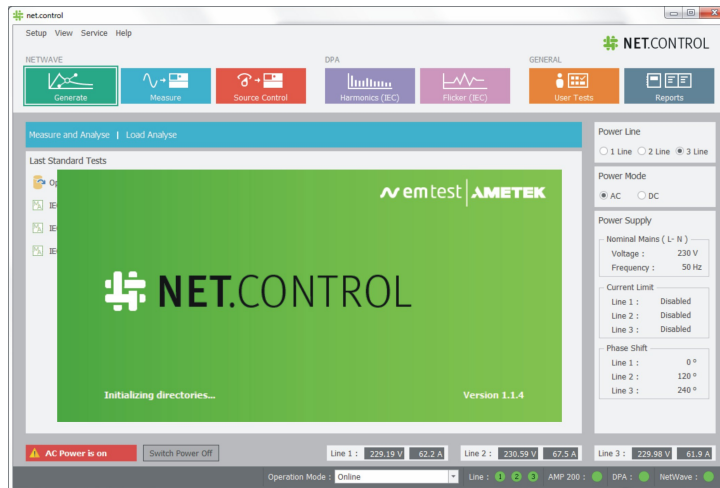 net.control
Setup View Service Help
NET.CONTROL
NETWAVE
DPA
GENERAL
Generate
Measure
Source Control
Harmonics (IEC)
Flicker (IEC)
User Tests
Reports
Measure and Analyse | Load Analyse
Last Standard Tests
emtest AMETEK
NET.CONTROL
Initializing directories...
Version 1.1.4
Power Line
1 Line 2 Line 3 Line
Power Mode
AC DC
Power Supply
Nominal Mains ( L- N )
Voltage : 230 V
Frequency : 50 Hz
Current Limit
Line 1 : Disabled
Line 2 : Disabled
Line 3 : Disabled
Phase Shift
Line 1 : 0 °
Line 2 : 120 °
Line 3 : 240 °
AC Power is on
Switch Power Off
Line 1 : 229.19 V 62.2 A
Line 2 : 230.59 V 67.5 A
Line 3 : 229.98 V 61.9 A
Operation Mode : Online
Line : 1 2 3
AMP 200 :
DPA :
NetWave :